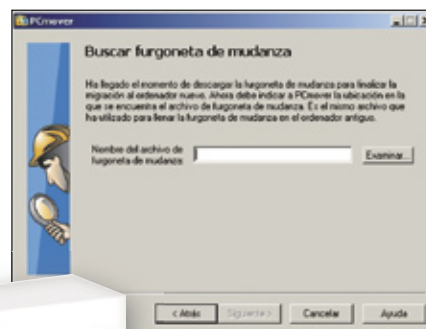 PCmover
Buscar furgoneta de mudanza
Ha llegado el momento de descargar la furgoneta de mudanza para finalizar la
migración al ordenador nuevo. Ahora debe indicar a PCmover la ubicación en la
que se encuentra el archivo de furgoneta de mudanza. És el mismo archivo que
ha utilizado para llenar la furgoneta de mudanza en el ordenador antiguo.
Nombre del archivo de
furgoneta de mudanza:
Examinar...
< Atrás Siguiente > Cancelar Ayuda